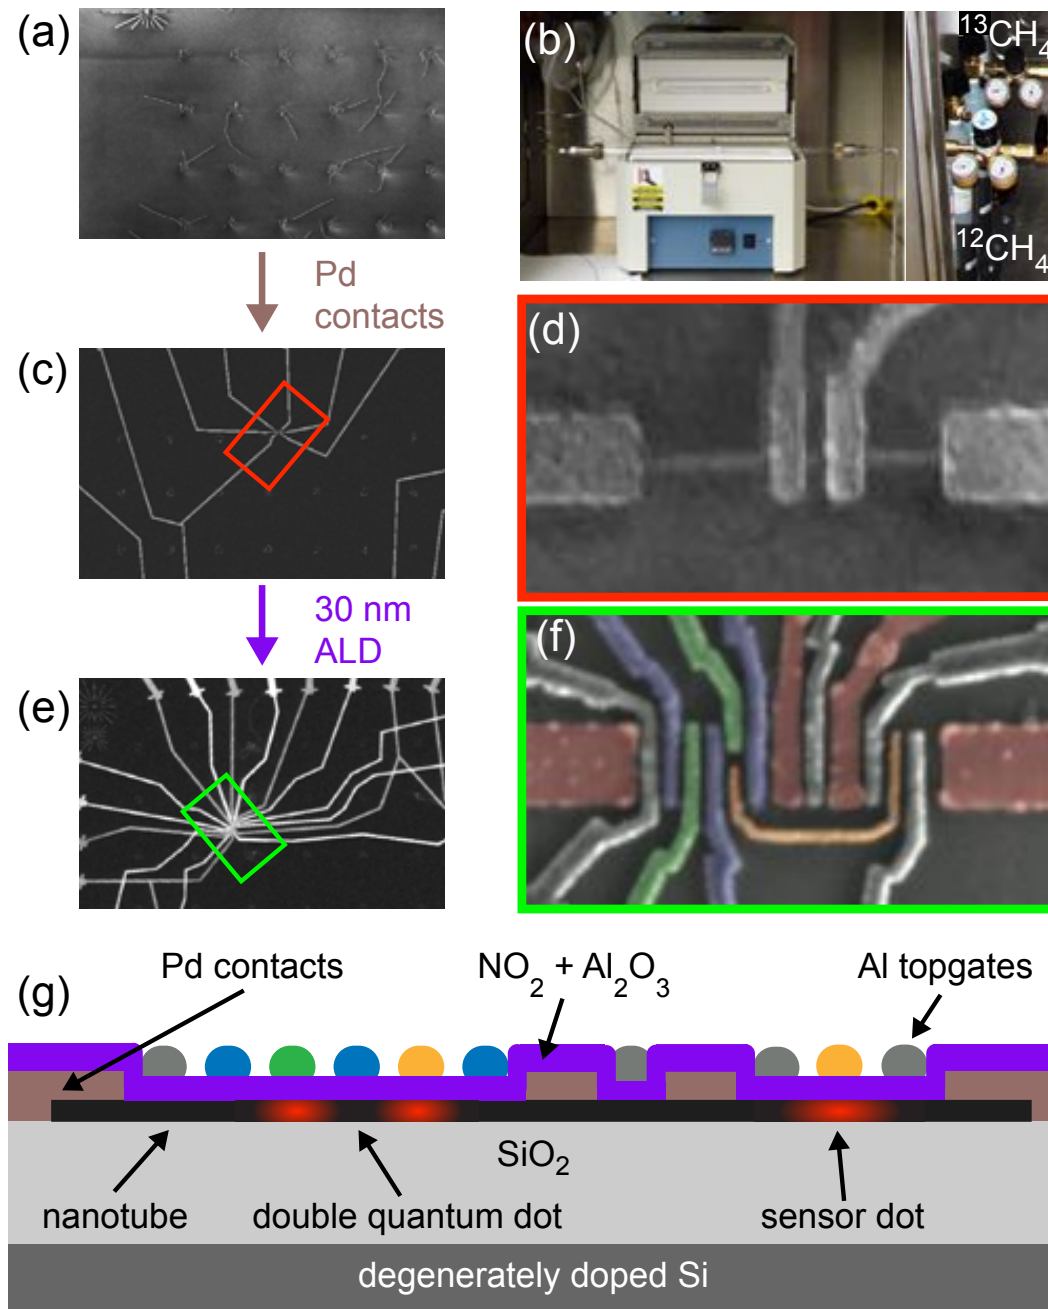 (a)
(b)
¹³CH₄
¹²CH₄
Pd
contacts
(c)
(d)
30 nm
ALD
(e)
(f)
(g)
Pd contacts
NO₂ + Al₂O₃
Al topgates
SiO₂
nanotube
double quantum dot
sensor dot
degenerately doped Si